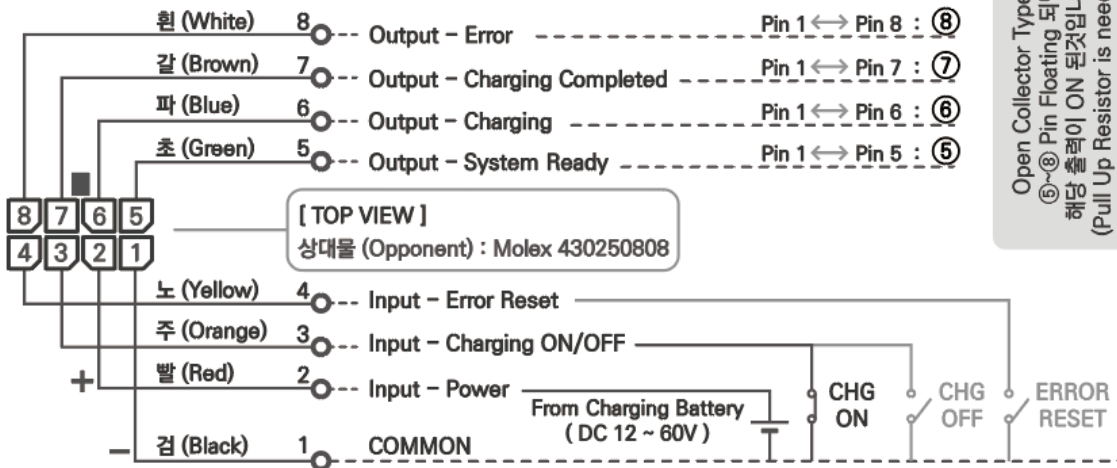 흰 (White) 8 Output - Error Pin 1 ⟷ Pin 8 : ⑧
갈 (Brown) 7 Output - Charging Completed Pin 1 ⟷ Pin 7 : ⑦
파 (Blue) 6 Output - Charging Pin 1 ⟷ Pin 6 : ⑥
초 (Green) 5 Output - System Ready Pin 1 ⟷ Pin 5 : ⑤
Open Collector Type
⑤~⑧ Pin Floating
해당 출력이 ON
(Pull Up Resistor is
8 7 6 5
4 3 2 1
[ TOP VIEW ]
상대물 (Opponent) : Molex 430250808
노 (Yellow) 4 Input - Error Reset
주 (Orange) 3 Input - Charging ON/OFF
+ 빨 (Red) 2 Input - Power
From Charging Battery
( DC 12 ~ 60V )
CHG
ON
CHG
OFF
ERROR
RESET
- 검 (Black) 1 COMMON